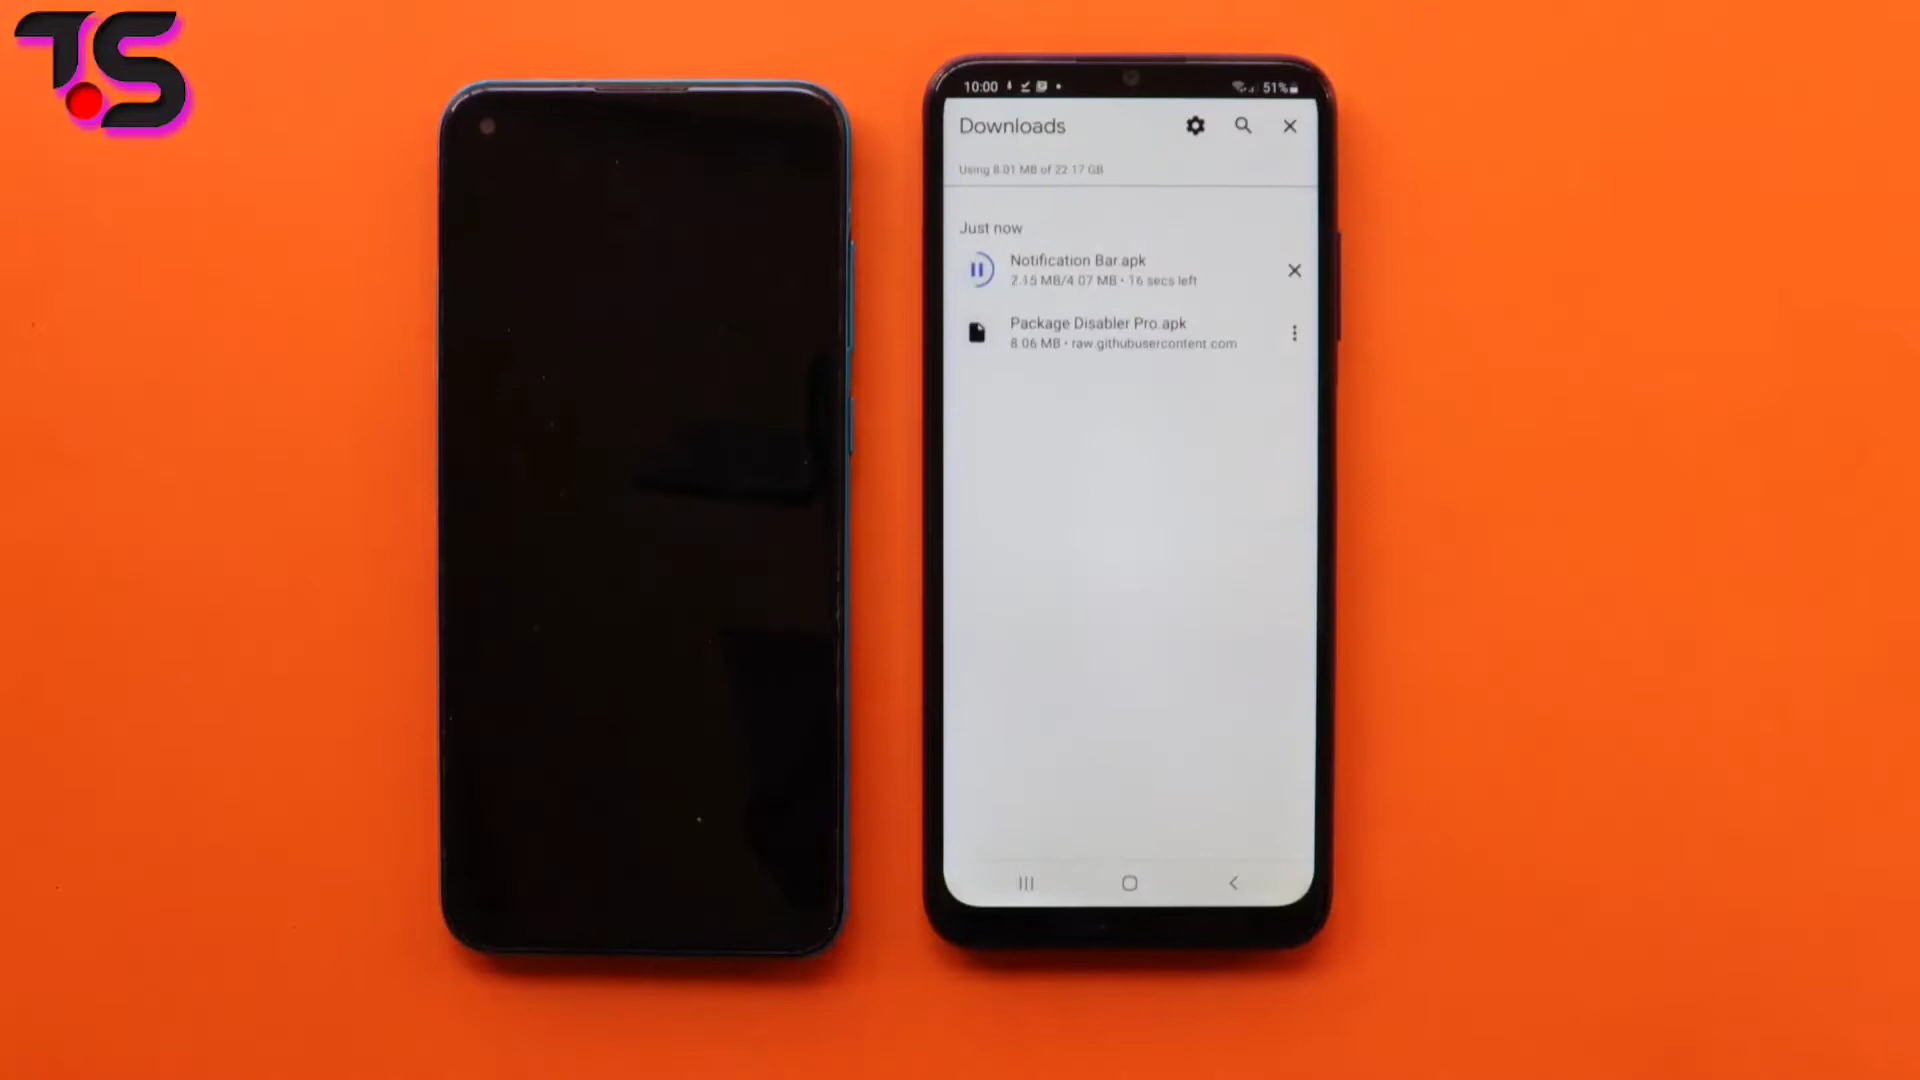 T.S
10:00
51%
Downloads
Using 8.01 MB of 22.17 GB
Just now
Notification Bar.apk
2.15 MB/4.07 MB • 16 secs left
Package Disabler Pro.apk
8.06 MB • raw.githubusercontent.com